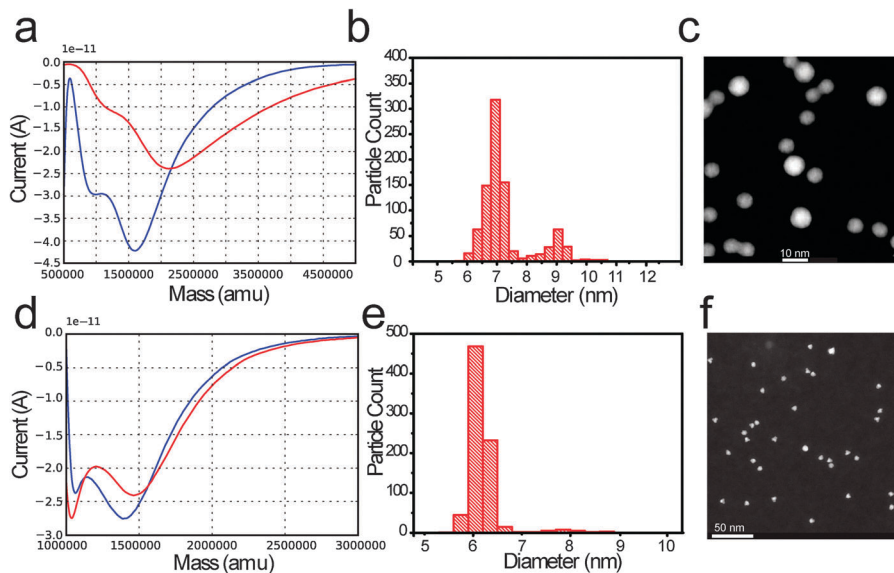 a
1e−11
0.0
−0.5
−1.0
−1.5
−2.0
−2.5
−3.0
−3.5
−4.0
−4.5
Current (A)
500000 1500000 2500000 3500000 4500000
Mass (amu)
b
400
350
300
250
200
150
100
50
0
Particle Count
5 6 7 8 9 10 11 12
Diameter (nm)
c
10 nm
d
1e−11
0.0
−0.5
−1.0
−1.5
−2.0
−2.5
−3.0
Current (A)
1000000 1500000 2000000 2500000 3000000
Mass (amu)
e
500
400
300
200
100
0
Particle Count
5 6 7 8 9 10
Diameter (nm)
f
50 nm